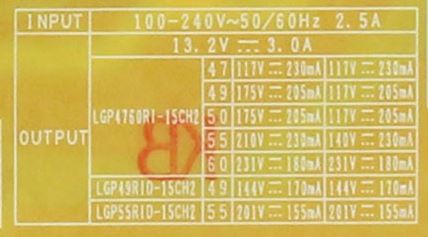 INPUT 100-240V~50/60Hz 2.5A
OUTPUT 13.2V ⎓ 3.0A
LGP4760RI-15CH2 47 117V ⎓ 230mA 117V ⎓ 230mA
49 175V ⎓ 205mA 117V ⎓ 205mA
50 175V ⎓ 205mA 117V ⎓ 205mA
55 210V ⎓ 230mA 140V ⎓ 230mA
60 231V ⎓ 180mA 231V ⎓ 180mA
LGP49RID-15CH2 49 144V ⎓ 170mA 144V ⎓ 170mA
LGP55RID-15CH2 55 201V ⎓ 155mA 201V ⎓ 155mA